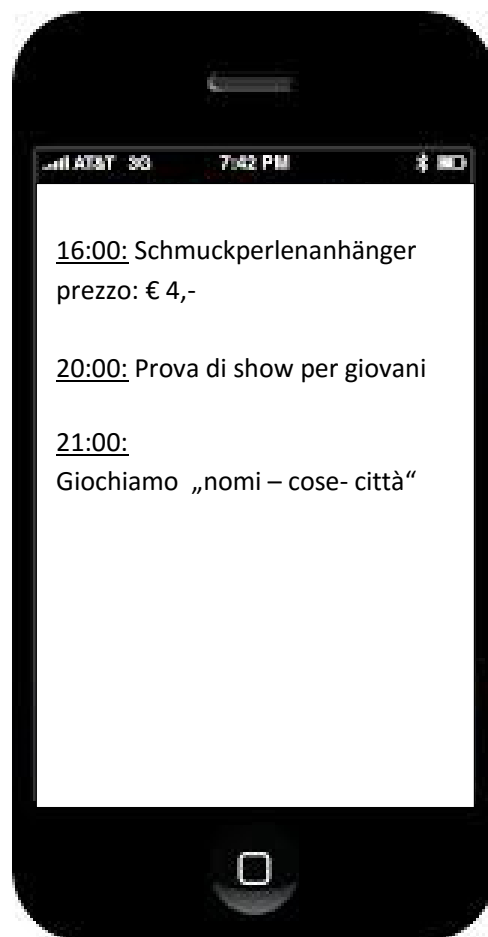 AT&T 3G 7:42 PM
16:00: Schmuckperlenanhänger
prezzo: € 4,-
20:00: Prova di show per giovani
21:00:
Giochiamo „nomi – cose- città“